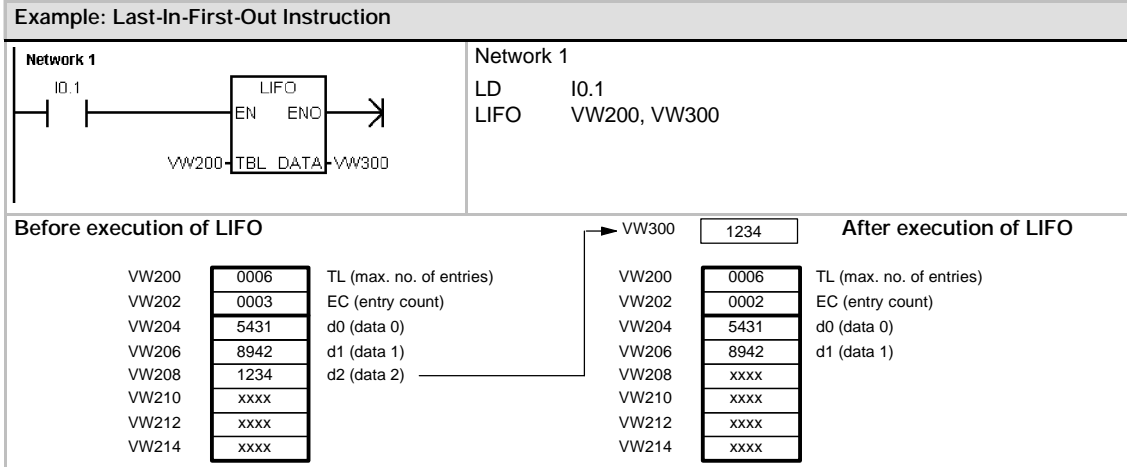 Example: Last-In-First-Out Instruction
Network 1
I0.1
LIFO
EN ENO
VW200 TBL DATA VW300
Network 1
LD I0.1
LIFO VW200, VW300
Before execution of LIFO
VW200 0006 TL (max. no. of entries)
VW202 0003 EC (entry count)
VW204 5431 d0 (data 0)
VW206 8942 d1 (data 1)
VW208 1234 d2 (data 2)
VW210 xxxx
VW212 xxxx
VW214 xxxx
VW300 1234 After execution of LIFO
VW200 0006 TL (max. no. of entries)
VW202 0002 EC (entry count)
VW204 5431 d0 (data 0)
VW206 8942 d1 (data 1)
VW208 xxxx
VW210 xxxx
VW212 xxxx
VW214 xxxx